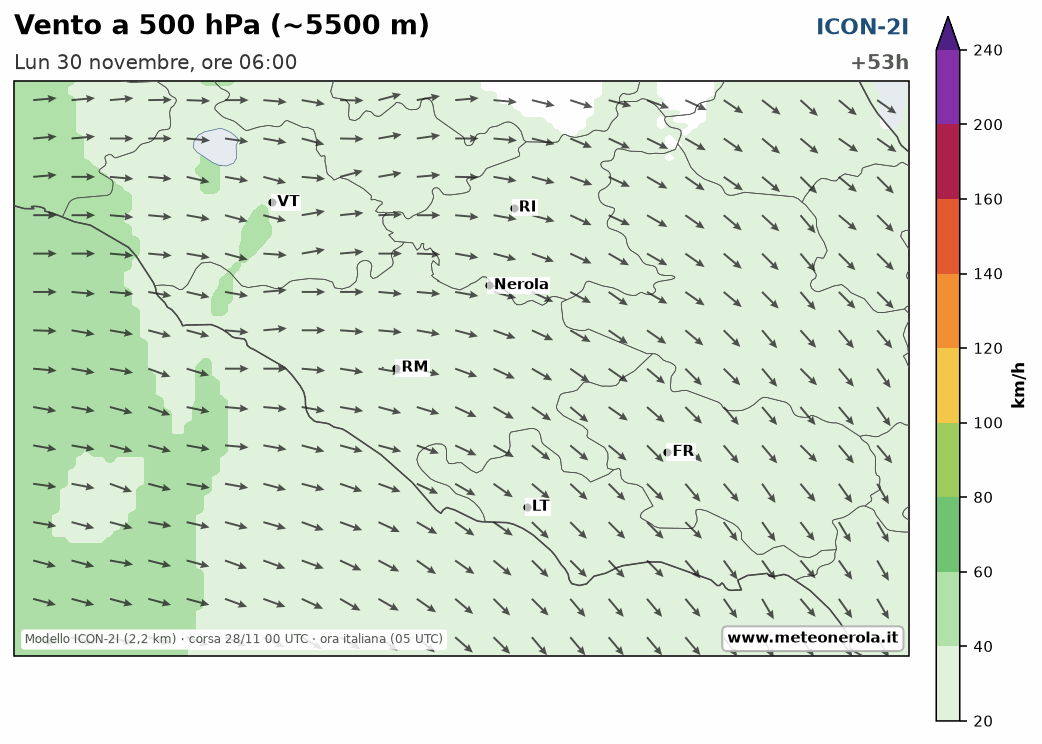 Vento a 500 hPa (~5500 m)
ICON-2I
Lun 30 novembre, ore 06:00
+53h
VT
RI
Nerola
RM
FR
LT
Modello ICON-2I (2,2 km) · corsa 28/11 00 UTC · ora italiana (05 UTC)
www.meteonerola.it
240
200
160
140
120
100
80
60
40
20
km/h